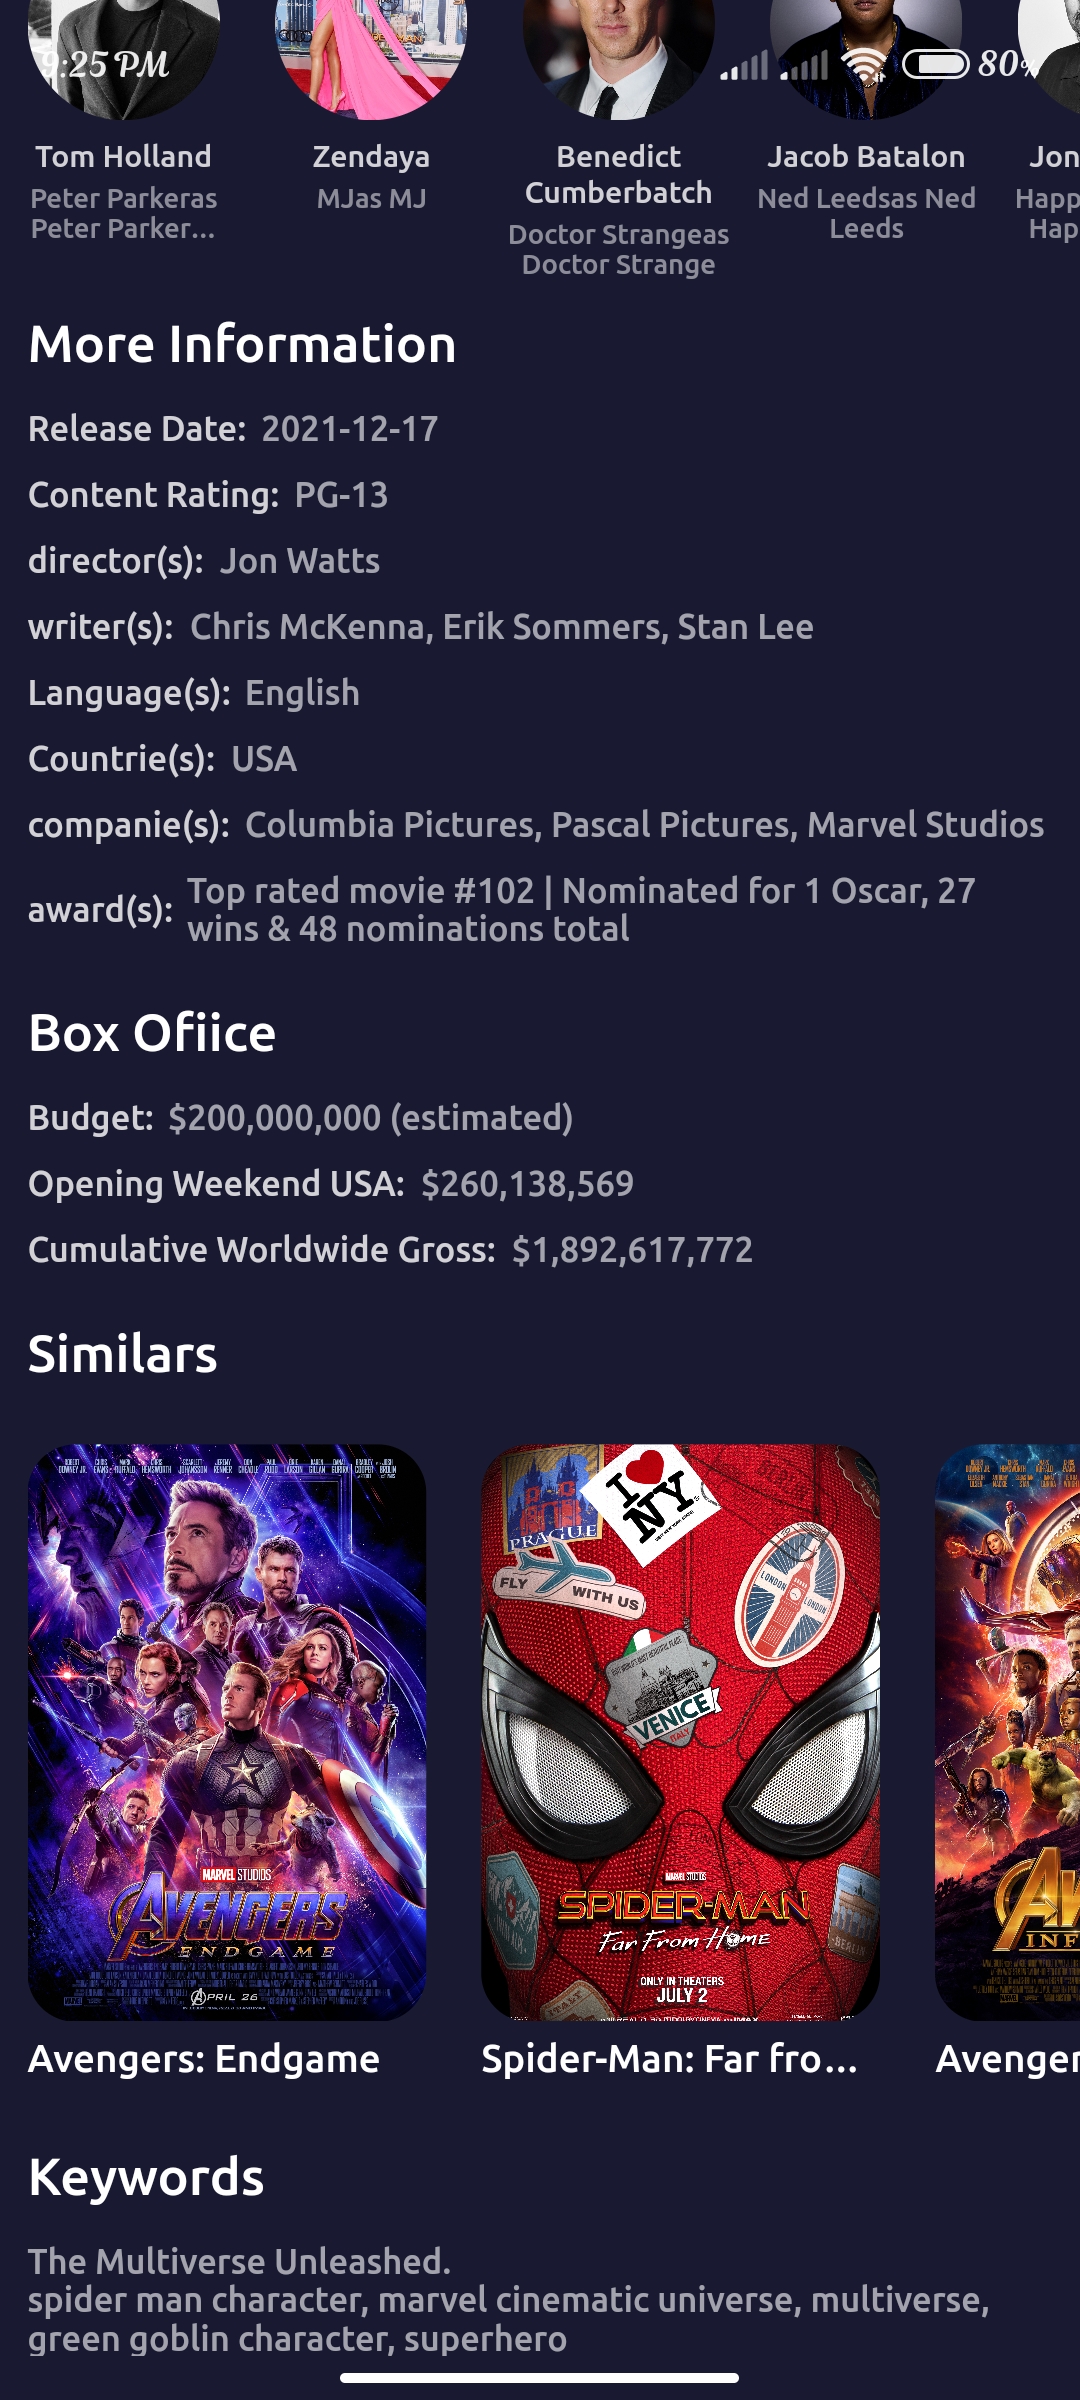 9:25 PM
80%
Tom Holland
Zendaya
Benedict
Cumberbatch
Jacob Batalon
Jon
Peter Parkeras
Peter Parker...
MJas MJ
Doctor Strangeas
Doctor Strange
Ned Leedsas Ned
Leeds
Happ
Hap
More Information
Release Date: 2021-12-17
Content Rating: PG-13
director(s): Jon Watts
writer(s): Chris McKenna, Erik Sommers, Stan Lee
Language(s): English
Countrie(s): USA
companie(s): Columbia Pictures, Pascal Pictures, Marvel Studios
award(s): Top rated movie #102 | Nominated for 1 Oscar, 27
wins & 48 nominations total
Box Ofiice
Budget: $200,000,000 (estimated)
Opening Weekend USA: $260,138,569
Cumulative Worldwide Gross: $1,892,617,772
Similars
MARVEL STUDIOS
AVENGERS
ENDGAME
APRIL 26
PRAGUE
I
NY
FLY WITH US
LONDON LONDON
VENICE
ITALY
BERLIN
MARVEL STUDIOS
SPIDER-MAN
Far From Home
ONLY IN THEATERS
JULY 2
AV
INF
Avengers: Endgame
Spider-Man: Far fro...
Avenger
Keywords
The Multiverse Unleashed.
spider man character, marvel cinematic universe, multiverse,
green goblin character, superhero